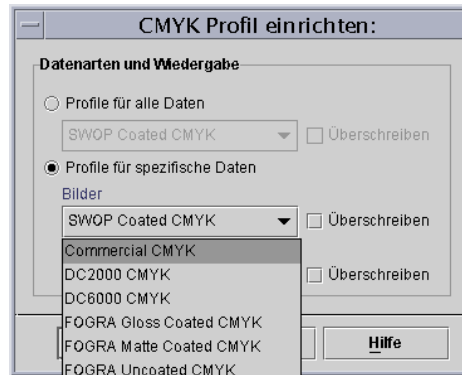 CMYK Profil einrichten:
Datenarten und Wiedergabe
Profile für alle Daten
SWOP Coated CMYK Überschreiben
Profile für spezifische Daten
Bilder
SWOP Coated CMYK Überschreiben
Commercial CMYK
DC2000 CMYK Überschreiben
DC6000 CMYK
FOGRA Gloss Coated CMYK
FOGRA Matte Coated CMYK Hilfe
FOGRA Uncoated CMYK